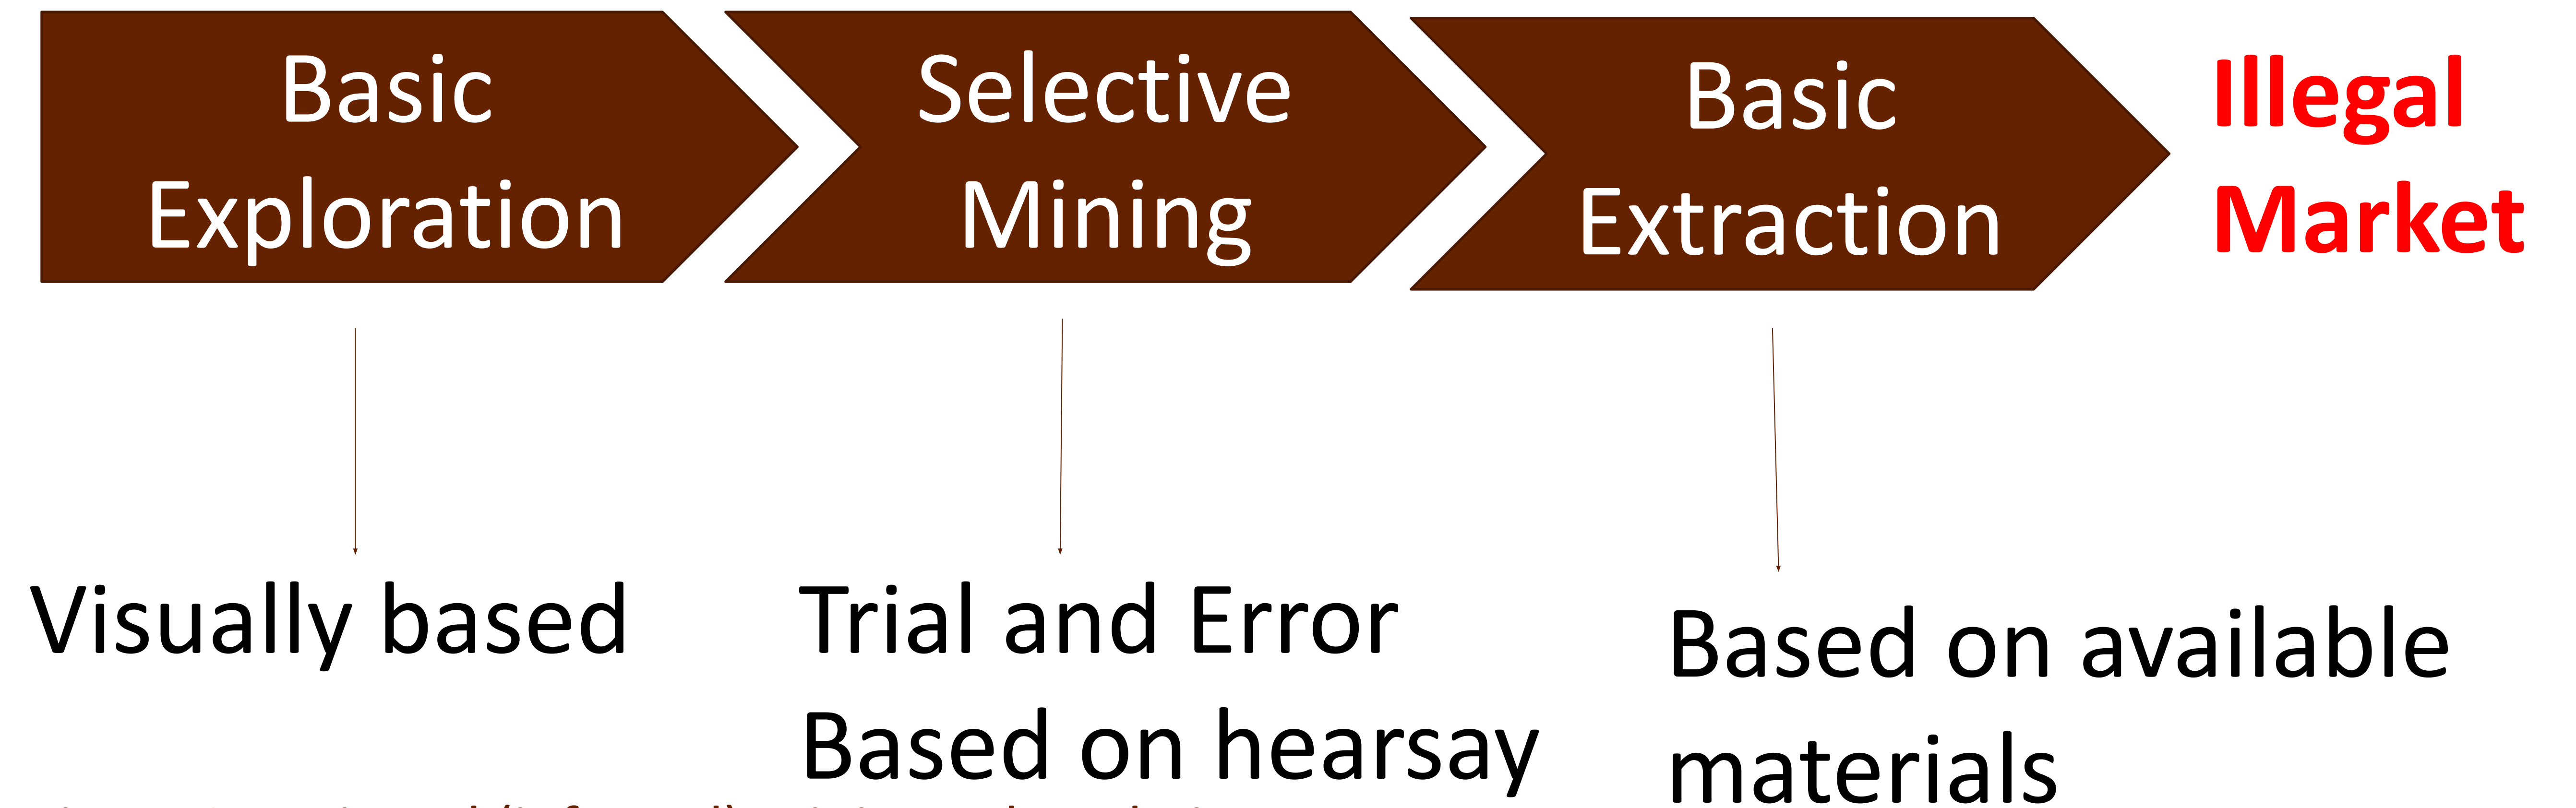 Basic
Exploration
Selective
Mining
Basic
Extraction
Illegal
Market
Visually based
Trial and Error
Based on hearsay
Based on available
materials